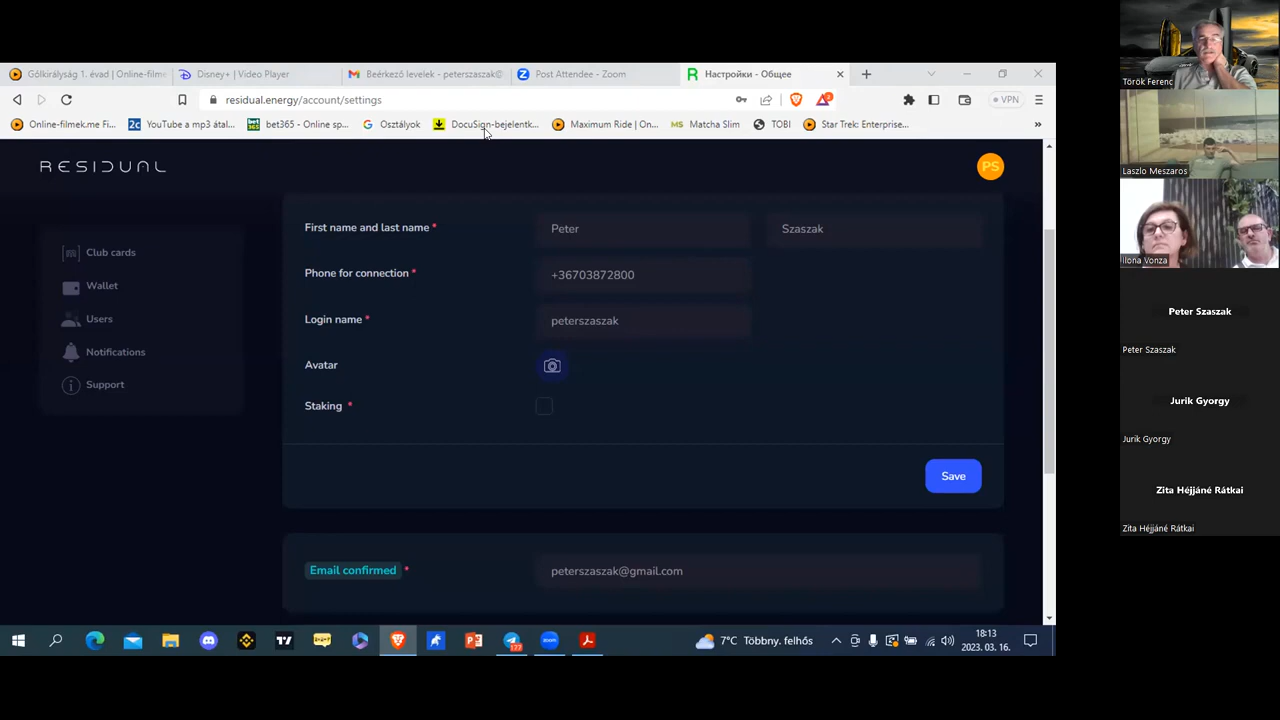 Gólkirályság 1. évad | Online-filme
Disney+ | Video Player
Beérkező levelek - peterszaszak@
Post Attendee - Zoom
Настройки - Общее
residual.energy/account/settings
VPN
Online-filmek.me Fi...
YouTube a mp3 átal...
bet365 - Online sp...
Osztályok
DocuSign-bejelentk...
Maximum Ride | On...
MS Matcha Slim
TOBI
Star Trek: Enterprise...
RESIDUAL
PS
Club cards
Wallet
Users
Notifications
Support
First name and last name *
Peter
Szaszak
Phone for connection *
+36703872800
Login name *
peterszaszak
Avatar
Staking *
Save
Email confirmed *
peterszaszak@gmail.com
7°C Többny. felhős
18:13
2023. 03. 16.
Török Ferenc
Laszlo Meszaros
Ilona Vonza
Peter Szaszak
Peter Szaszak
Jurik Gyorgy
Jurik Gyorgy
Zita Héjjáné Rátkai
Zita Héjjáné Rátkai